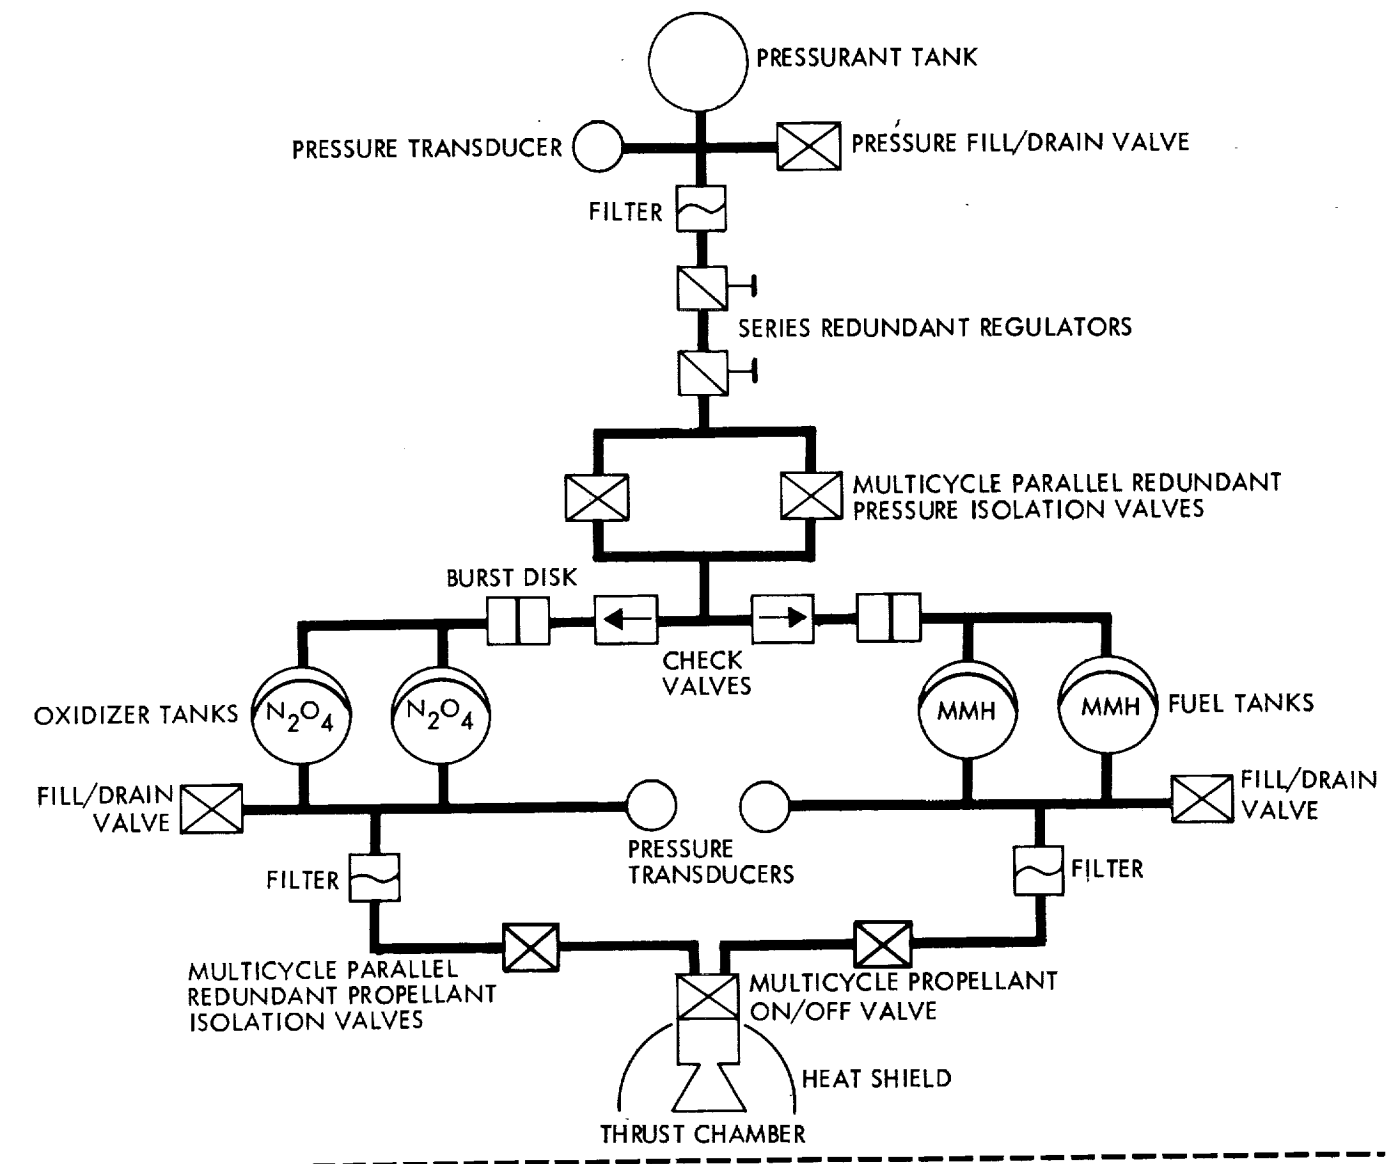 PRESSURANT TANK
PRESSURE TRANSDUCER
PRESSURE FILL/DRAIN VALVE
FILTER
SERIES REDUNDANT REGULATORS
MULTICYCLE PARALLEL REDUNDANT
PRESSURE ISOLATION VALVES
BURST DISK
CHECK
VALVES
OXIDIZER TANKS
N2O4
N2O4
MMH
MMH
FUEL TANKS
FILL/DRAIN
VALVE
FILL/DRAIN
VALVE
PRESSURE
TRANSDUCERS
FILTER
FILTER
MULTICYCLE PARALLEL
REDUNDANT PROPELLANT
ISOLATION VALVES
MULTICYCLE PROPELLANT
ON/OFF VALVE
HEAT SHIELD
THRUST CHAMBER